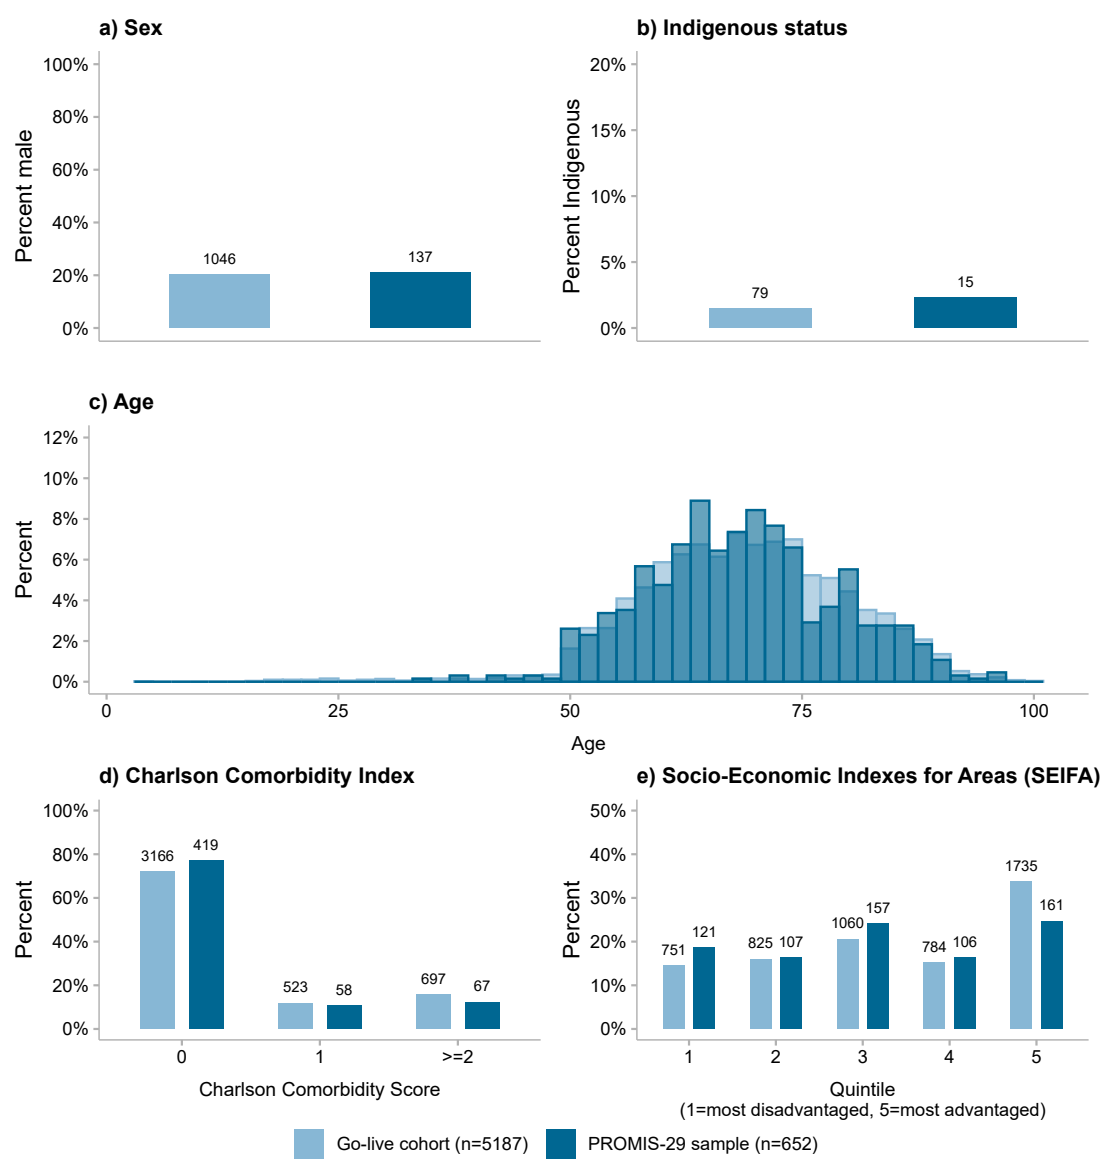 a) Sex
100%
80%
60%
40%
20%
0%
Percent male
1046
137
b) Indigenous status
20%
15%
10%
5%
0%
Percent Indigenous
79
15
c) Age
12%
10%
8%
6%
4%
2%
0%
Percent
0 25 50 75 100
Age
d) Charlson Comorbidity Index
100%
80%
60%
40%
20%
0%
Percent
3166 419
523 58
697 67
0 1 >=2
Charlson Comorbidity Score
e) Socio-Economic Indexes for Areas (SEIFA)
50%
40%
30%
20%
10%
0%
Percent
751 121
825 107
1060 157
784 106
1735 161
1 2 3 4 5
Quintile
(1=most disadvantaged, 5=most advantaged)
Go-live cohort (n=5187) PROMIS-29 sample (n=652)